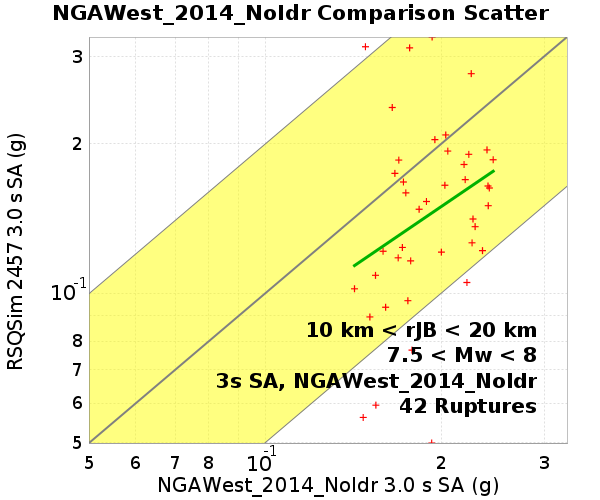 NGAWest_2014_NoIdr Comparison Scatter
RSQSim 2457 3.0 s SA (g)
3
2
10-1
8
7
6
5
10 km < rJB < 20 km
7.5 < Mw < 8
3s SA, NGAWest_2014_NoIdr
42 Ruptures
5 6 7 8 10-1 2 3
NGAWest_2014_NoIdr 3.0 s SA (g)